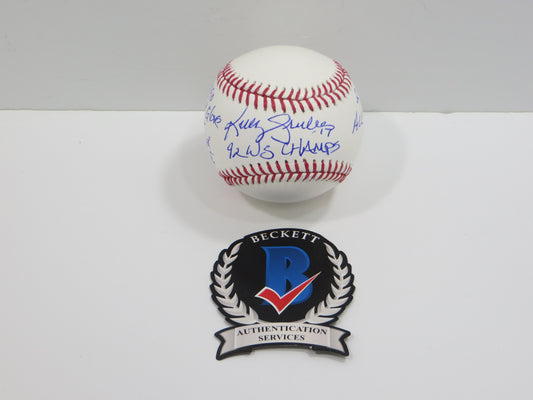 Kelly Gruber 17
92 WS CHAMPS
BECKETT
B
AUTHENTICATION
SERVICES